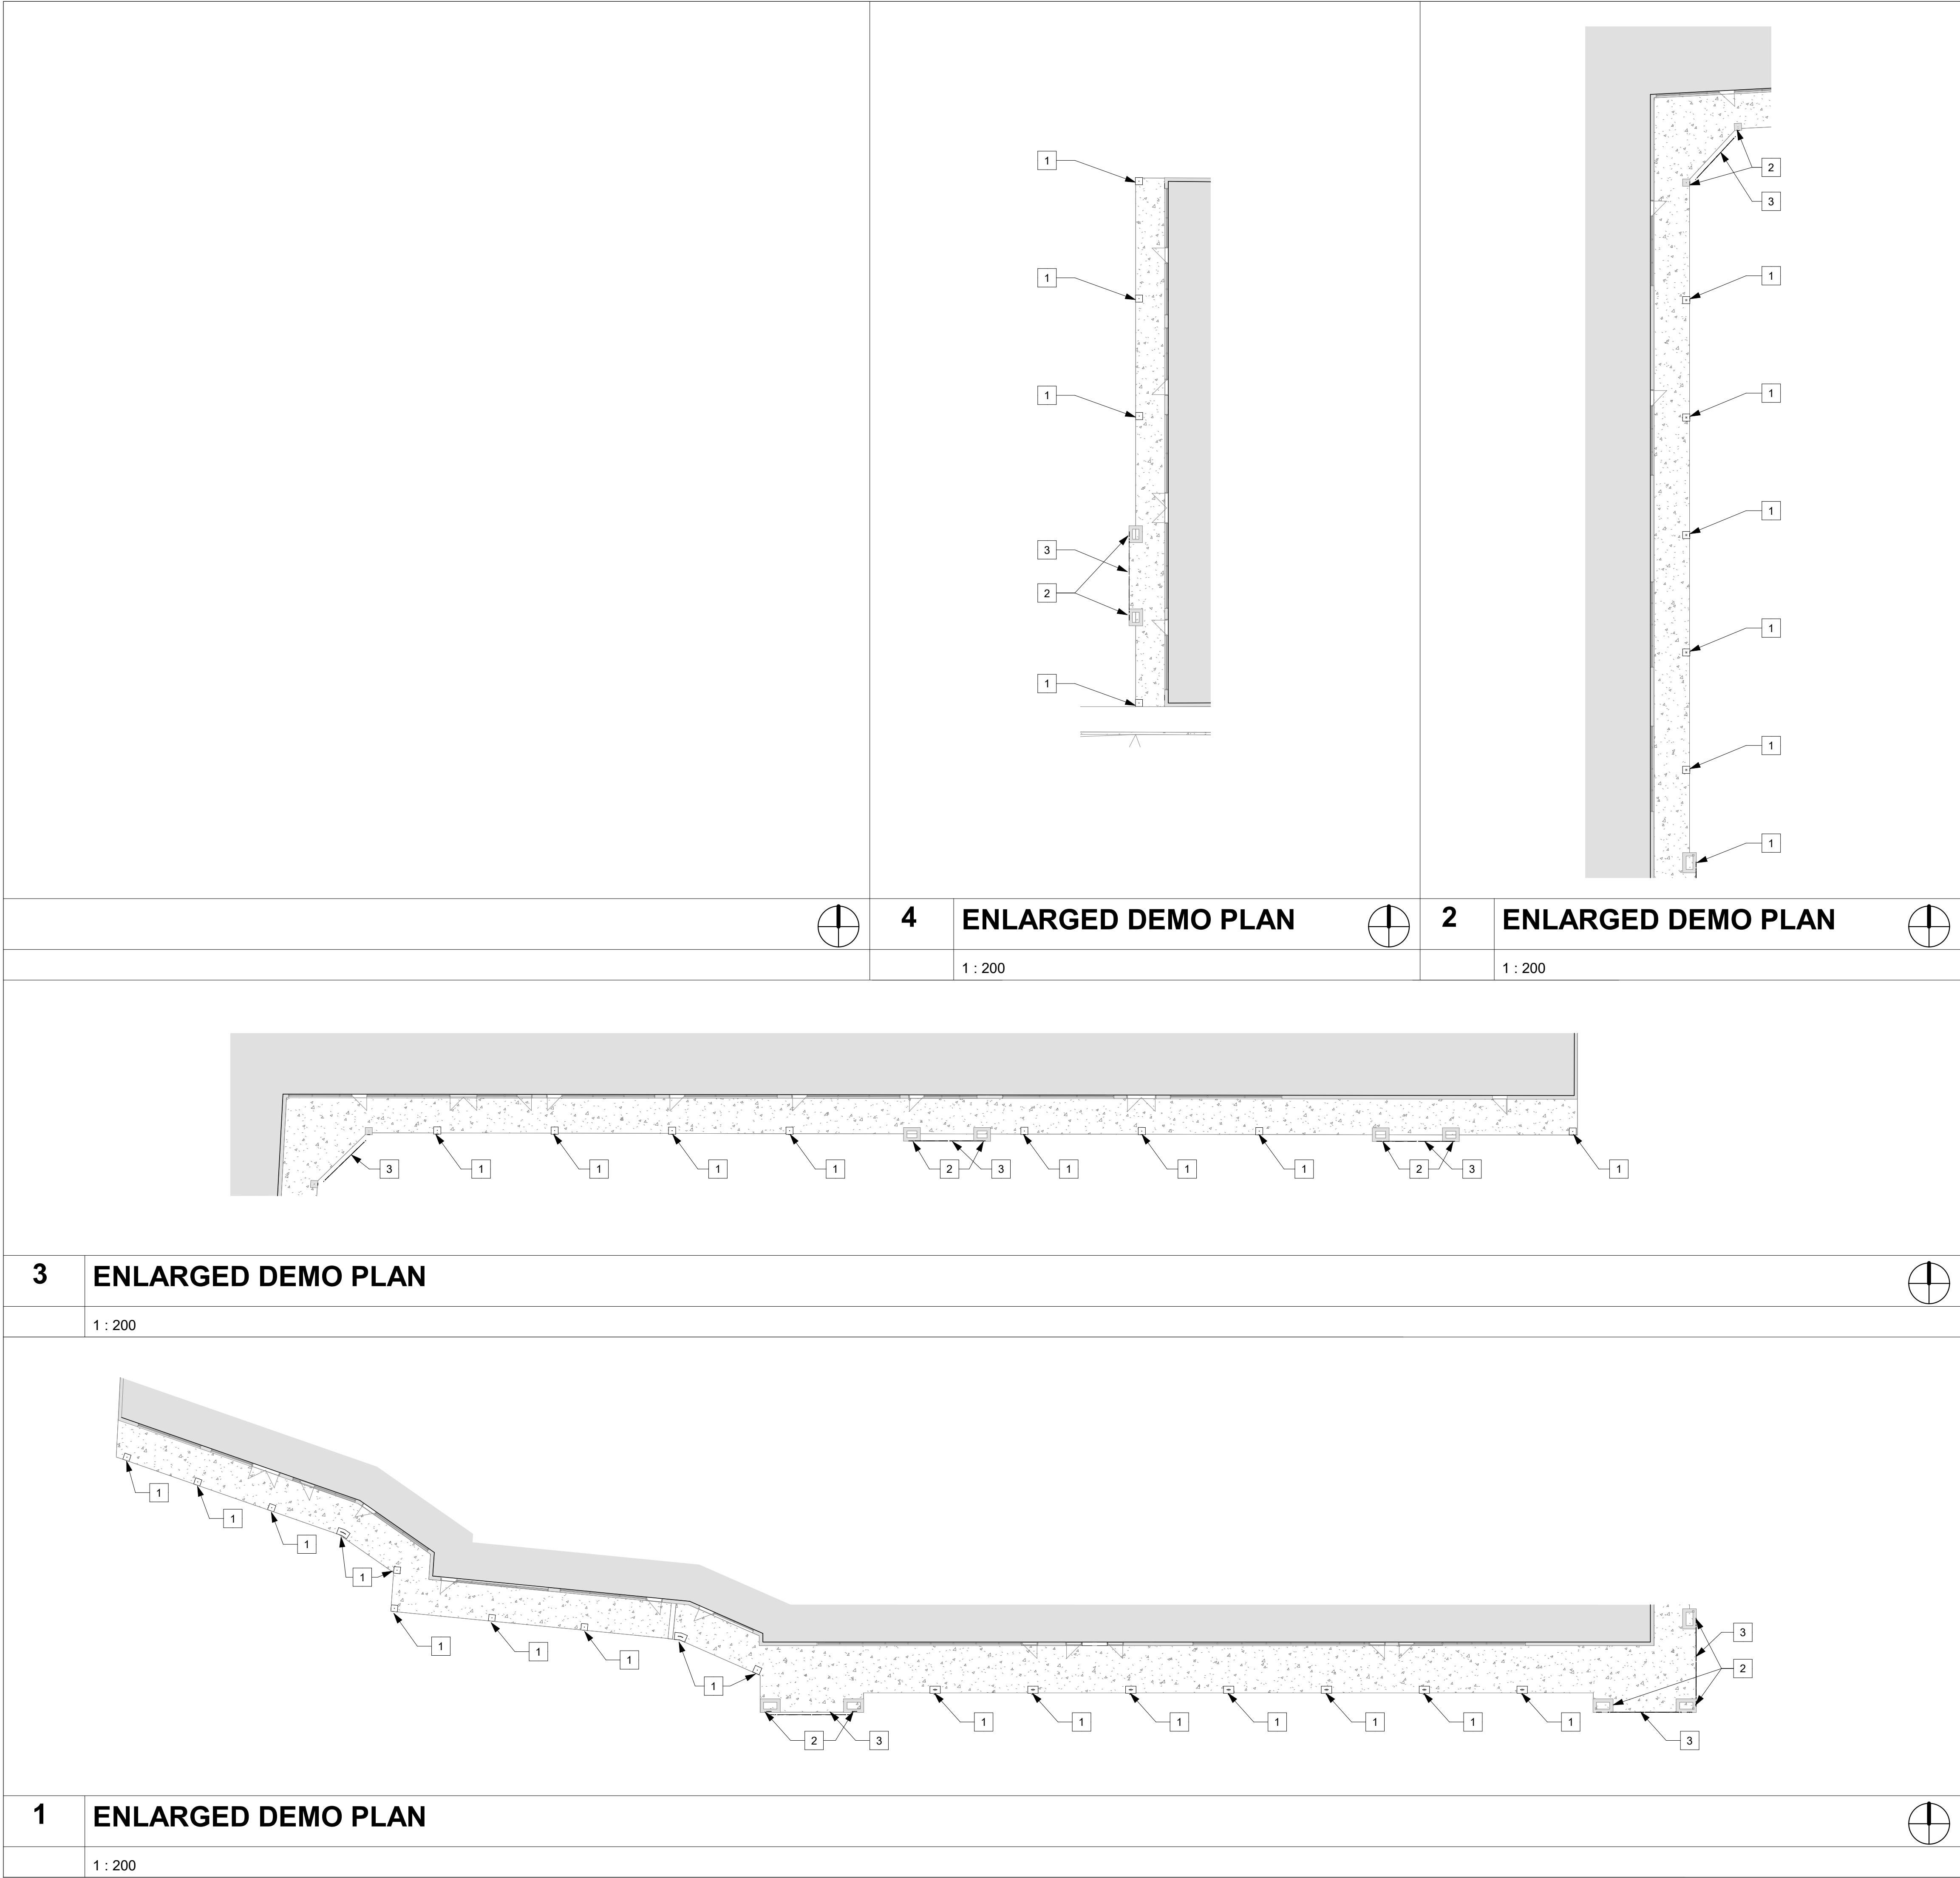 1
1
1
3
2
1
2
3
1
1
1
1
1
1
4 ENLARGED DEMO PLAN
1 : 200
2 ENLARGED DEMO PLAN
1 : 200
3 1 1 1 1 2 3 1 1 1 2 3 1
3 ENLARGED DEMO PLAN
1 : 200
1
1
1
1
1
1
1
1
2 3
1 1 1 1 1 1 1
3
2
3
1 ENLARGED DEMO PLAN
1 : 200